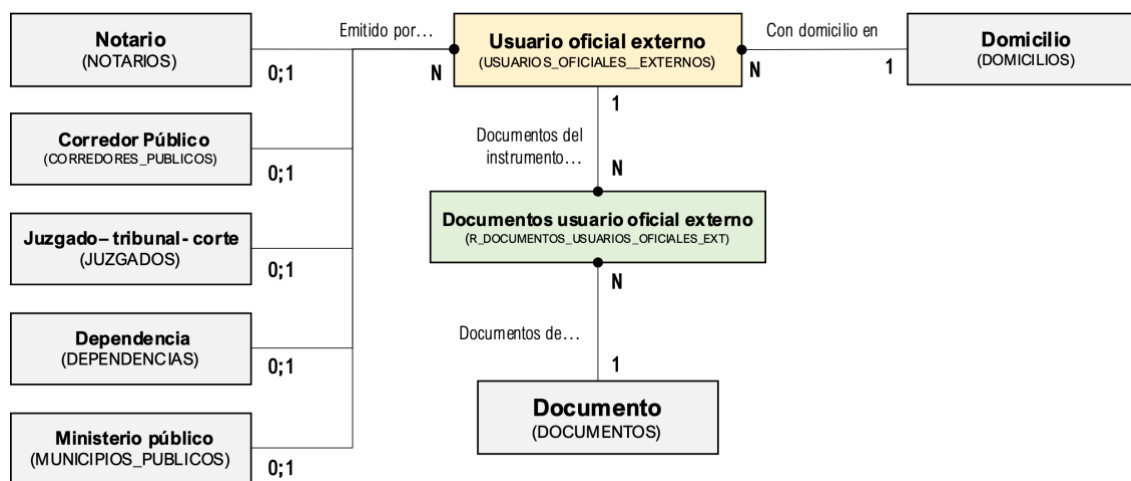 Notario
(NOTARIOS)
0;1
Emitido por…
N
Usuario oficial externo
(USUARIOS_OFICIALES__EXTERNOS)
Con domicilio en
N
1
Domicilio
(DOMICILIOS)
Corredor Público
(CORREDORES_PUBLICOS)
0;1
1
Documentos del
instrumento…
N
Juzgado– tribunal- corte
(JUZGADOS)
0;1
Documentos usuario oficial externo
(R_DOCUMENTOS_USUARIOS_OFICIALES_EXT)
N
Dependencia
(DEPENDENCIAS)
0;1
Documentos de…
1
Documento
(DOCUMENTOS)
Ministerio público
(MUNICIPIOS_PUBLICOS)
0;1